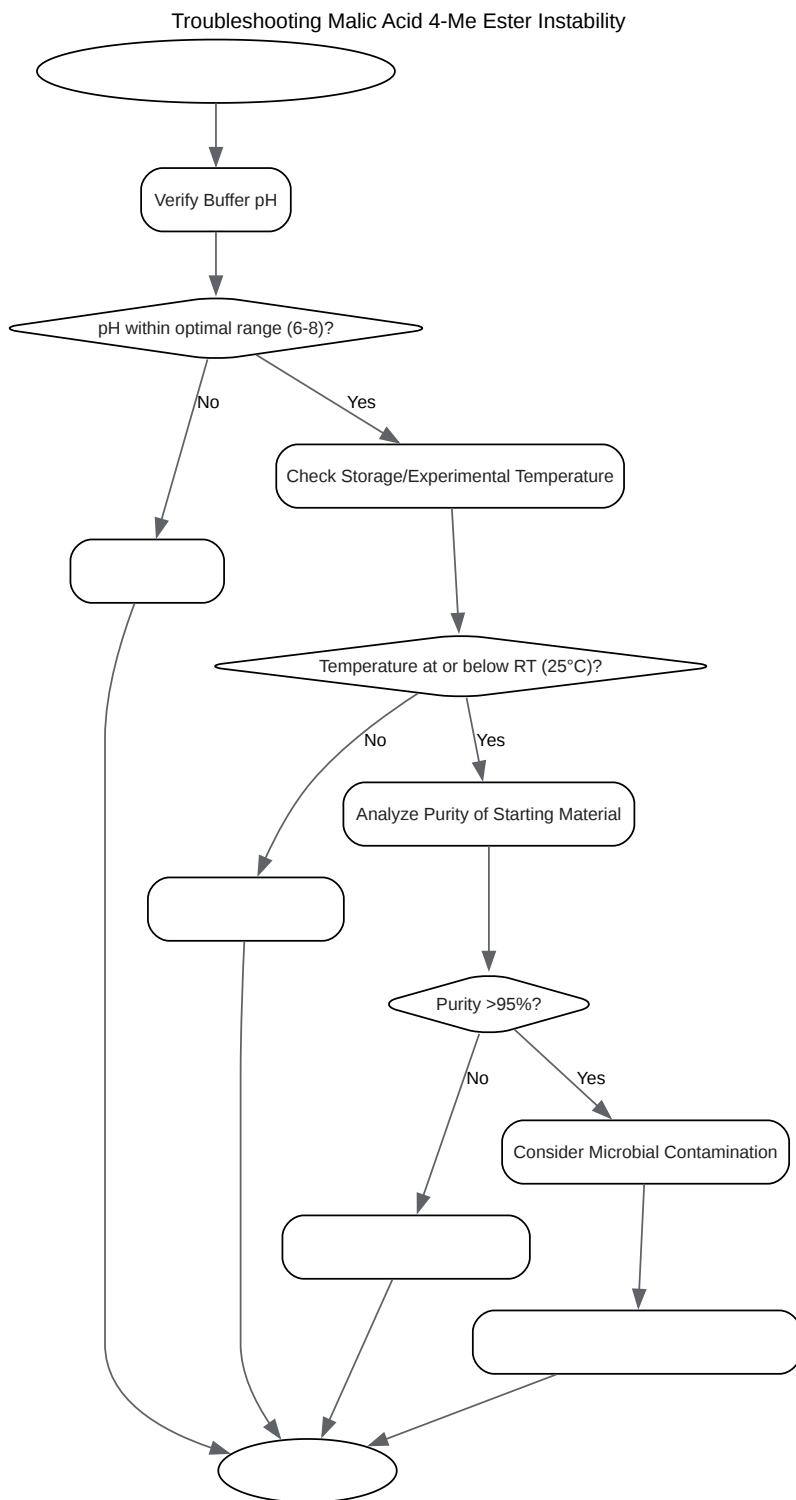 Troubleshooting Malic Acid 4-Me Ester Instability
Verify Buffer pH
pH within optimal range (6-8)?
No
Yes
Check Storage/Experimental Temperature
Temperature at or below RT (25°C)?
No
Yes
Analyze Purity of Starting Material
Purity >95%?
No
Yes
Consider Microbial Contamination